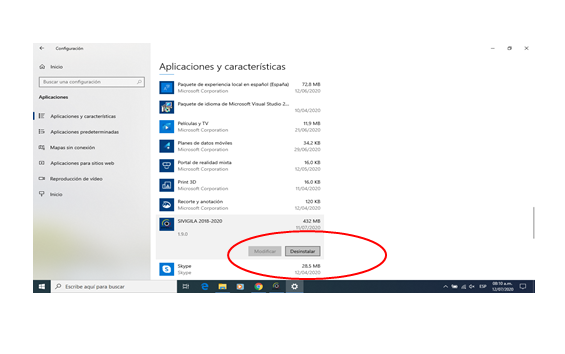 Configuración
Inicio
Buscar una configuración
Aplicaciones
Aplicaciones y características
Aplicaciones predeterminadas
Mapas sin conexión
Aplicaciones para sitios web
Reproducción de vídeo
Inicio
Aplicaciones y características
Paquete de experiencia local en español (España) 72,8 MB
Microsoft Corporation 12/06/2020
Paquete de idioma de Microsoft Visual Studio 2...
10/04/2020
Películas y TV 11,9 MB
Microsoft Corporation 23/06/2020
Planes de datos móviles 34,2 KB
Microsoft Corporation 29/06/2020
Portal de realidad mixta 16,0 KB
Microsoft Corporation 12/05/2020
Print 3D 16,0 KB
Microsoft Corporation 11/04/2020
Recorte y anotación 120 KB
Microsoft Corporation 12/04/2020
SIVIGILA 2018-2020 432 MB
11/07/2020
1.9.0
Modificar Desinstalar
Skype 28,5 MB
Skype 12/04/2020
Escribe aquí para buscar
ESP
08:10 a.m.
12/07/2020